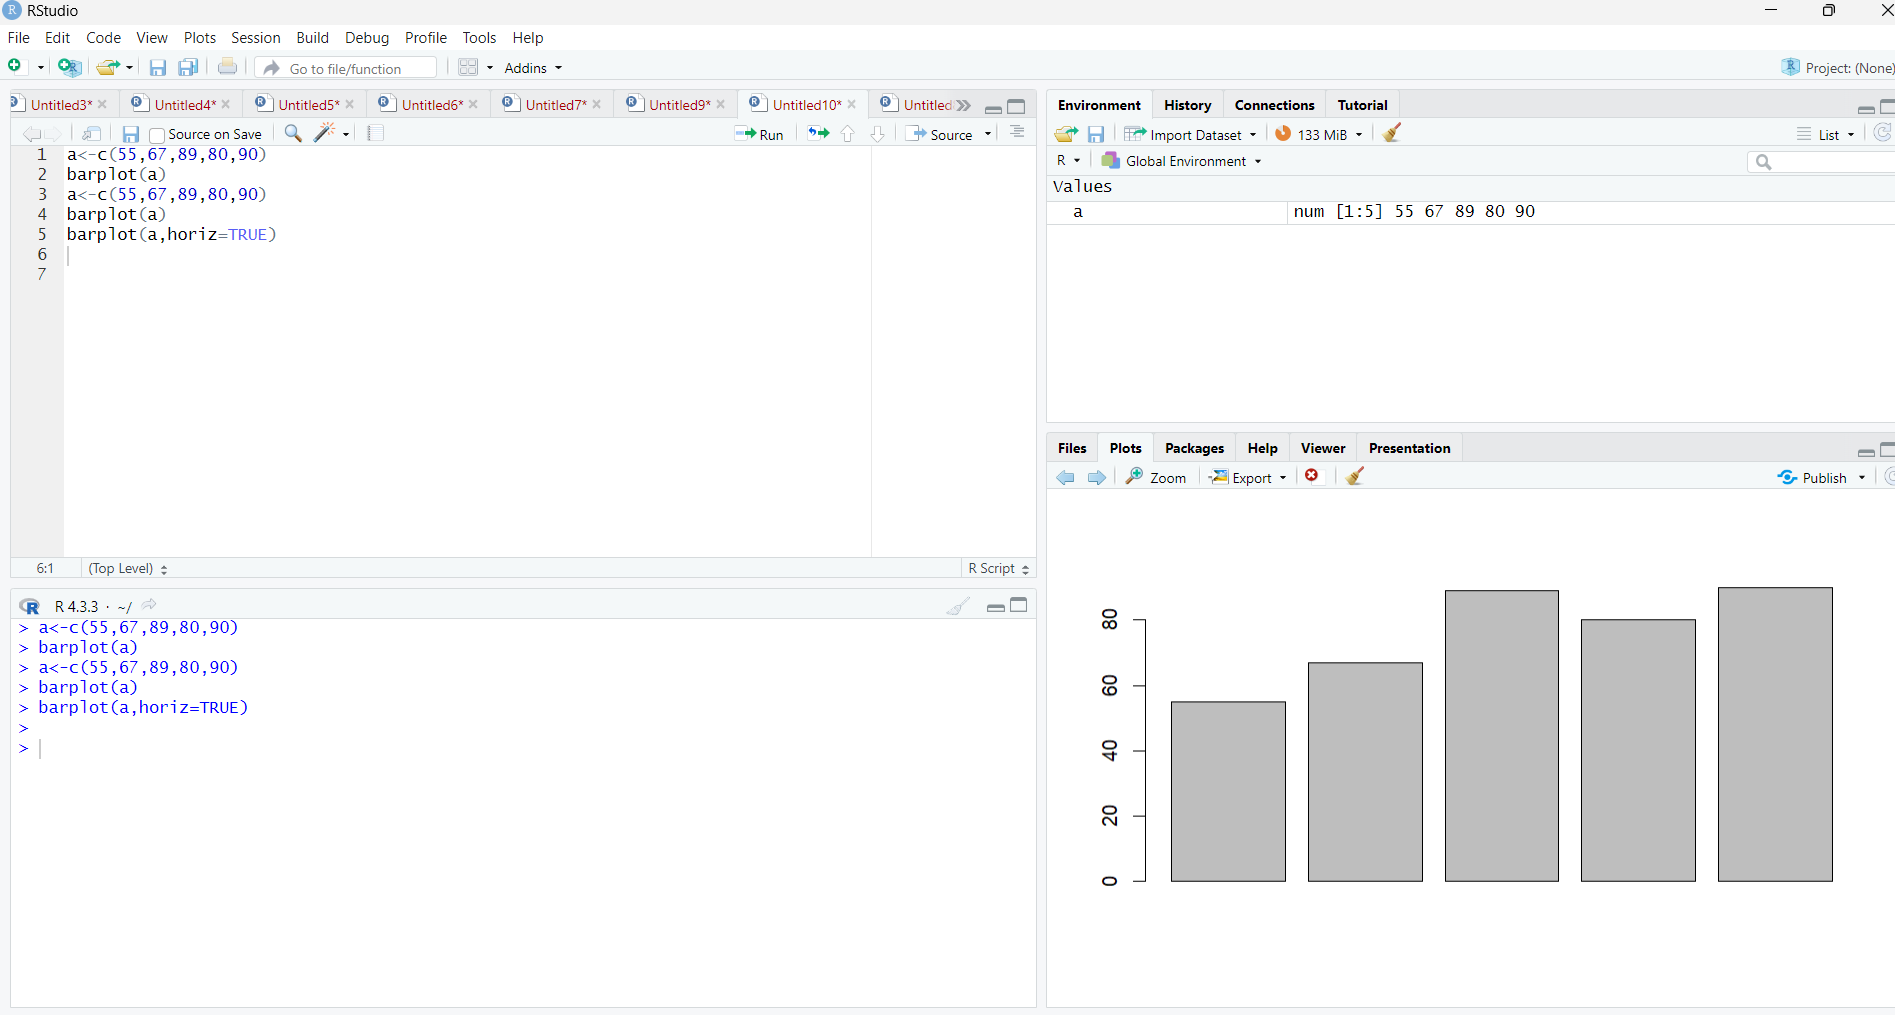 RStudio
File Edit Code View Plots Session Build Debug Profile Tools Help
Go to file/function Addins Project: (None)
Untitled3* Untitled4* Untitled5* Untitled6* Untitled7* Untitled9* Untitled10* Untitled
Source on Save Run Source
1 a<-c(55,67,89,80,90)
2 barplot(a)
3 a<-c(55,67,89,80,90)
4 barplot(a)
5 barplot(a,horiz=TRUE)
6
7
6:1 (Top Level) R Script
R 4.3.3 · ~/
> a<-c(55,67,89,80,90)
> barplot(a)
> a<-c(55,67,89,80,90)
> barplot(a)
> barplot(a,horiz=TRUE)
>
>
Environment History Connections Tutorial
Import Dataset 133 MiB List
R Global Environment
Values
a num [1:5] 55 67 89 80 90
Files Plots Packages Help Viewer Presentation
Zoom Export Publish
80
60
40
20
0